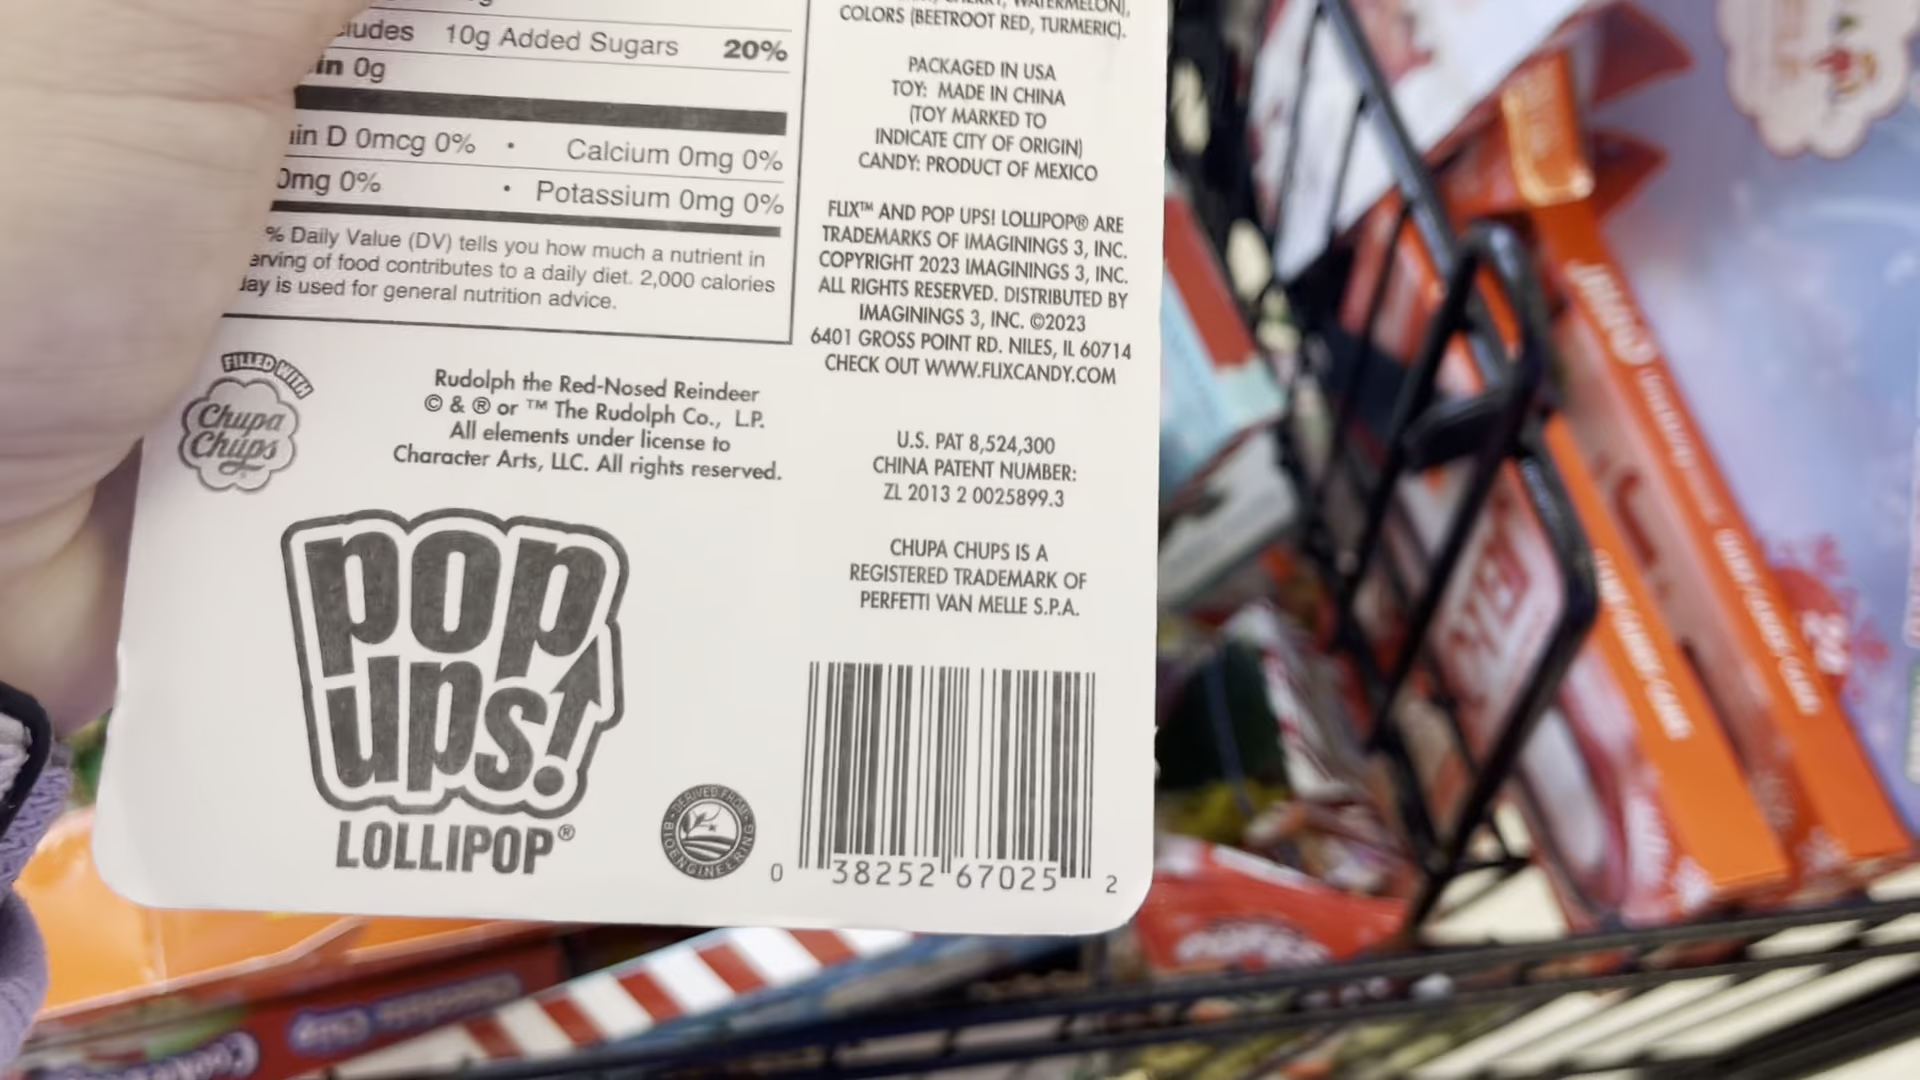 cludes 10g Added Sugars 20%
in 0g
in D 0mcg 0% • Calcium 0mg 0%
0mg 0% • Potassium 0mg 0%
% Daily Value (DV) tells you how much a nutrient in
erving of food contributes to a daily diet. 2,000 calories
day is used for general nutrition advice.
FILLED WITH
Chupa
Chups
Rudolph the Red-Nosed Reindeer
© & ® or ™ The Rudolph Co., L.P.
All elements under license to
Character Arts, LLC. All rights reserved.
pop
ups!
LOLLIPOP®
DERIVED FROM
BIOENGINEERING
WATERMELON),
COLORS (BEETROOT RED, TURMERIC).
PACKAGED IN USA
TOY: MADE IN CHINA
(TOY MARKED TO
INDICATE CITY OF ORIGIN)
CANDY: PRODUCT OF MEXICO
FLIX™ AND POP UPS! LOLLIPOP® ARE
TRADEMARKS OF IMAGININGS 3, INC.
COPYRIGHT 2023 IMAGININGS 3, INC.
ALL RIGHTS RESERVED. DISTRIBUTED BY
IMAGININGS 3, INC. ©2023
6401 GROSS POINT RD. NILES, IL 60714
CHECK OUT WWW.FLIXCANDY.COM
U.S. PAT 8,524,300
CHINA PATENT NUMBER:
ZL 2013 2 0025899.3
CHUPA CHUPS IS A
REGISTERED TRADEMARK OF
PERFETTI VAN MELLE S.P.A.
0 38252 67025 2